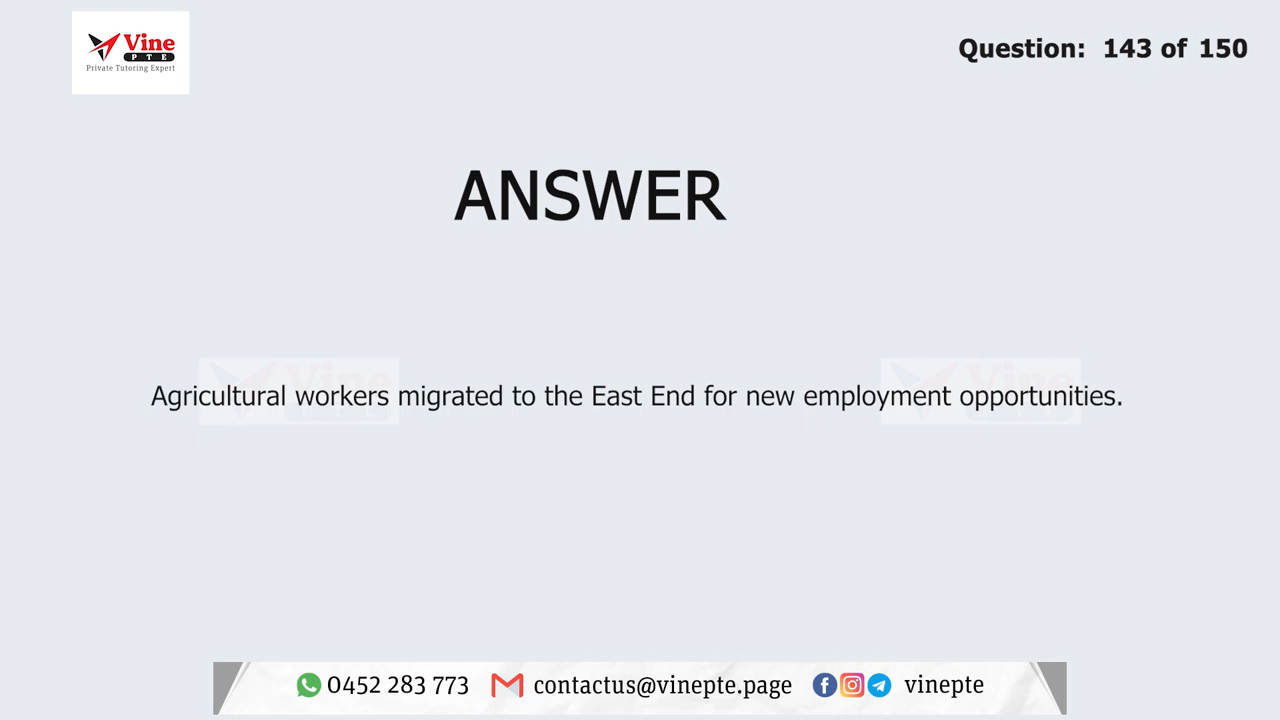 Vine
PTE
Private Tutoring Expert
Question: 143 of 150
ANSWER
Agricultural workers migrated to the East End for new employment opportunities.
0452 283 773 contactus@vinepte.page vinepte